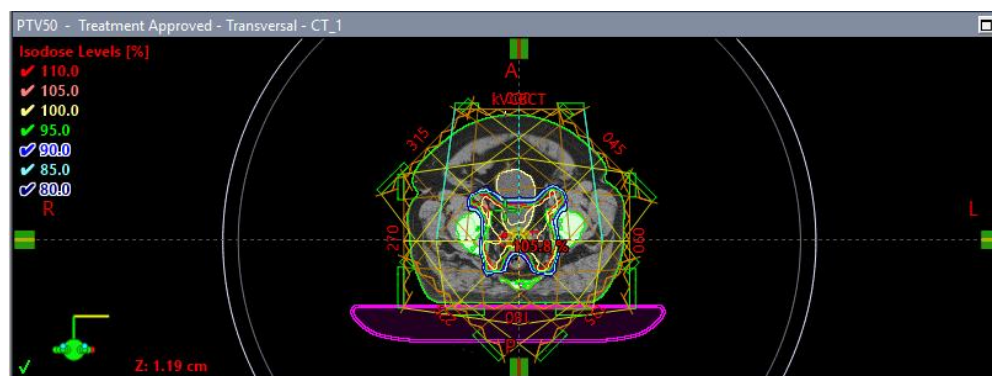 PTV50 - Treatment Approved - Transversal - CT_1
Isodose Levels [%]
110.0
105.0
100.0
95.0
90.0
85.0
80.0
A
315
045
R
L
270
090
105.8 %
180
P
Z: 1.19 cm